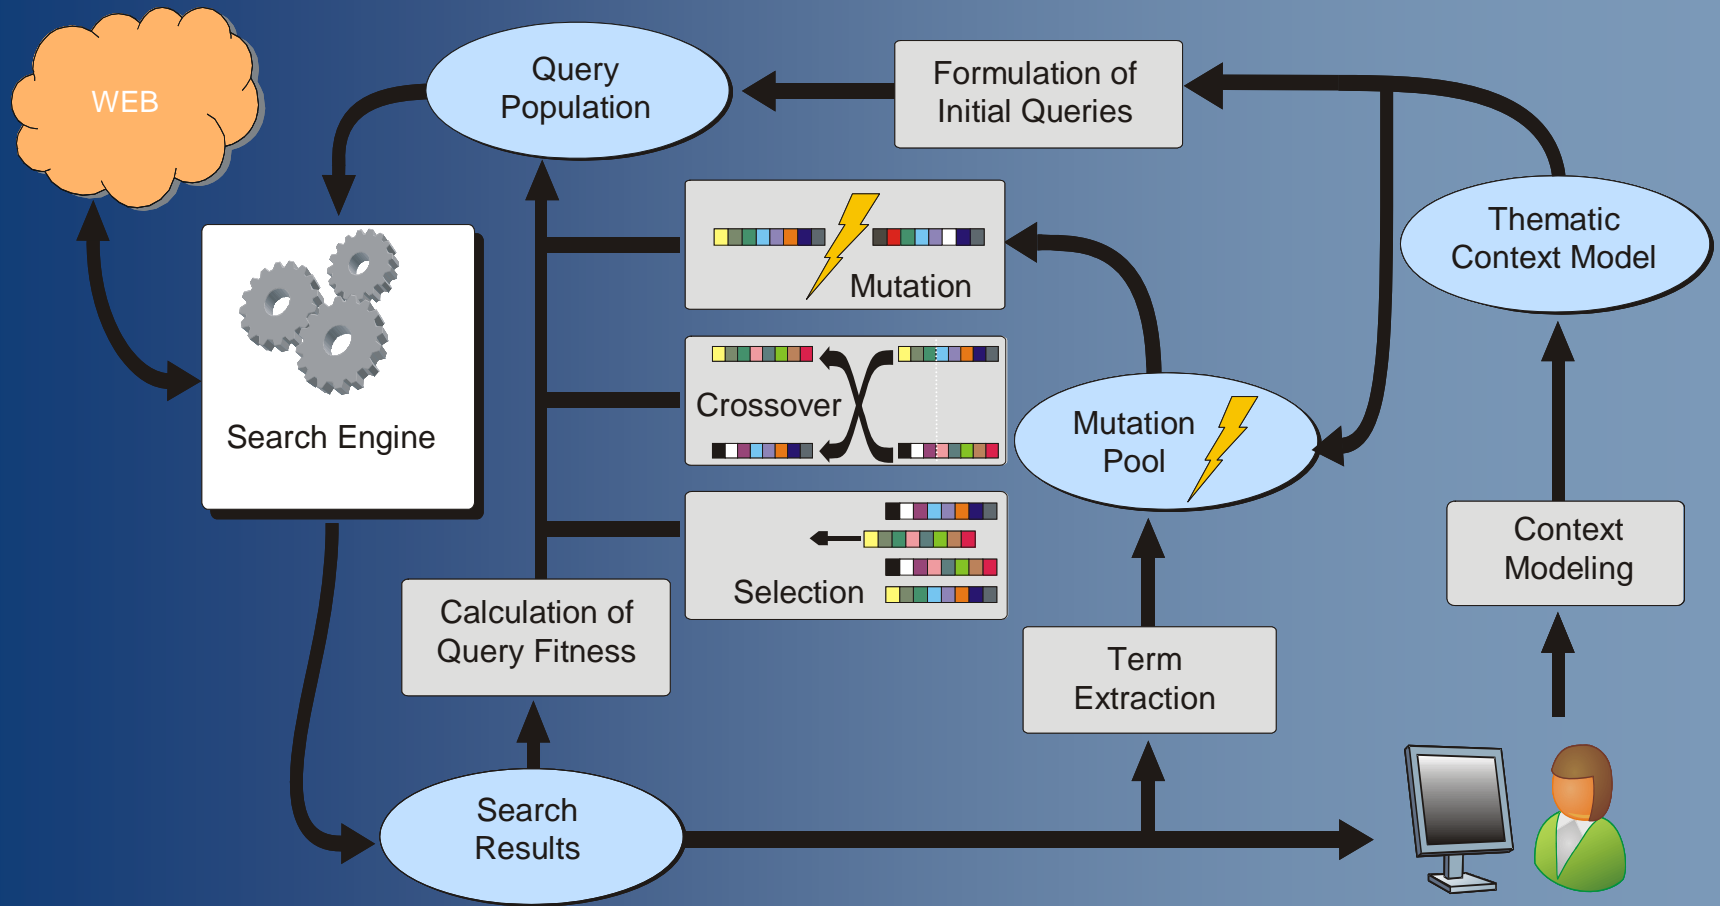 WEB
Query
Population
Formulation of
Initial Queries
Thematic
Context Model
Mutation
Crossover
Mutation
Pool
Search Engine
Selection
Context
Modeling
Calculation of
Query Fitness
Term
Extraction
Search
Results